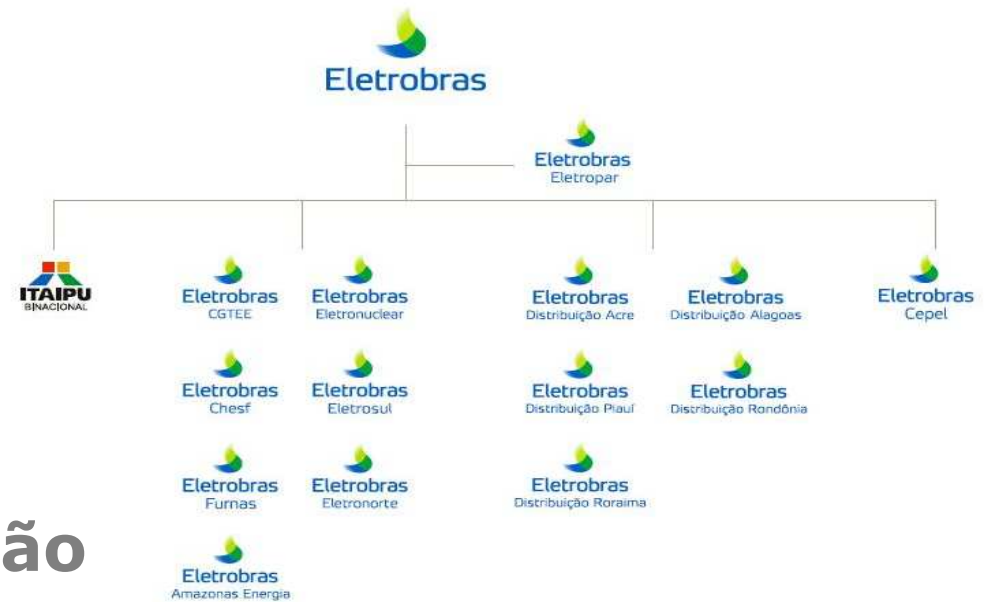 Eletrobras
Eletrobras
Eletropar
ITAIPU
BINACIONAL
Eletrobras
CGTEE
Eletrobras
Eletronuclear
Eletrobras
Distribuição Acre
Eletrobras
Distribuição Alagoas
Eletrobras
Cepel
Eletrobras
Chesf
Eletrobras
Eletrosul
Eletrobras
Distribuição Piauí
Eletrobras
Distribuição Rondônia
Eletrobras
Furnas
Eletrobras
Eletronorte
Eletrobras
Distribuição Roraima
ão
Eletrobras
Amazonas Energia